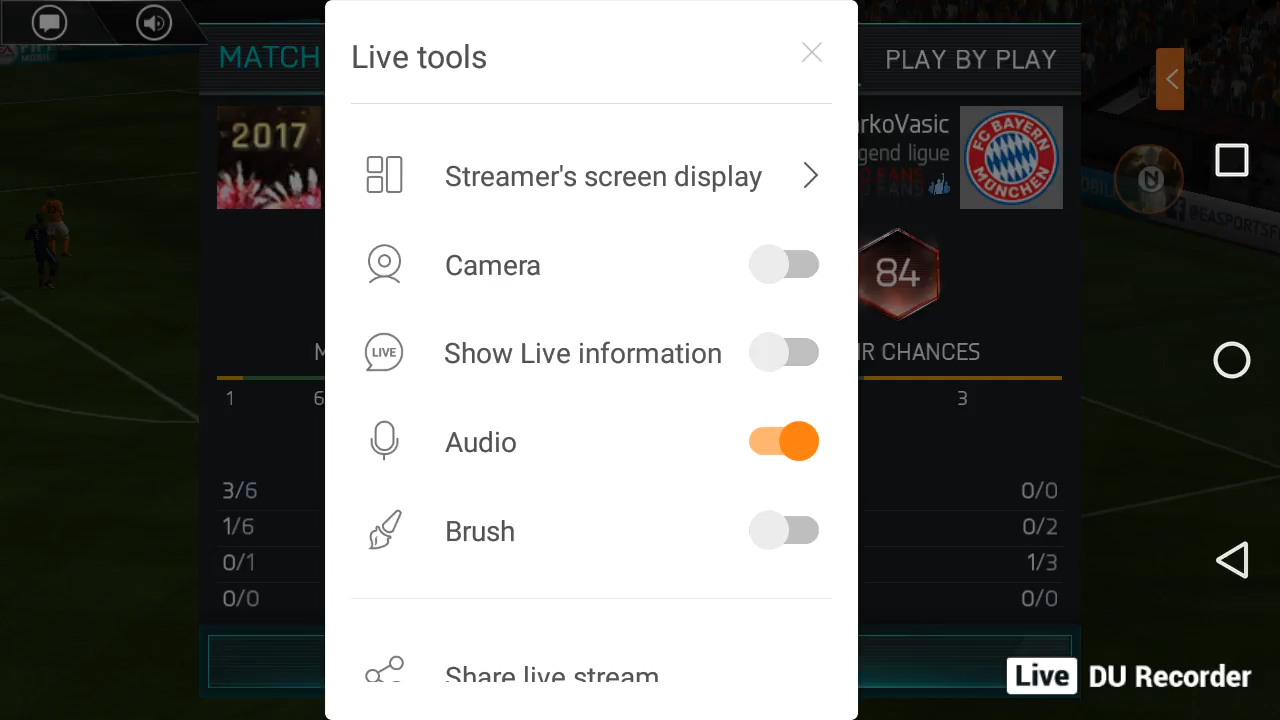 Live tools
MATCH
PLAY BY PLAY
2017
rkoVasic
gend ligue
FANS
FC BAYERN
MÜNCHEN
Streamer's screen display
N
Camera
84
LIVE
Show Live information
M
R CHANCES
1
6
3
Audio
3/6
0/0
1/6
0/2
Brush
0/1
1/3
0/0
0/0
Share live stream
Live DU Recorder